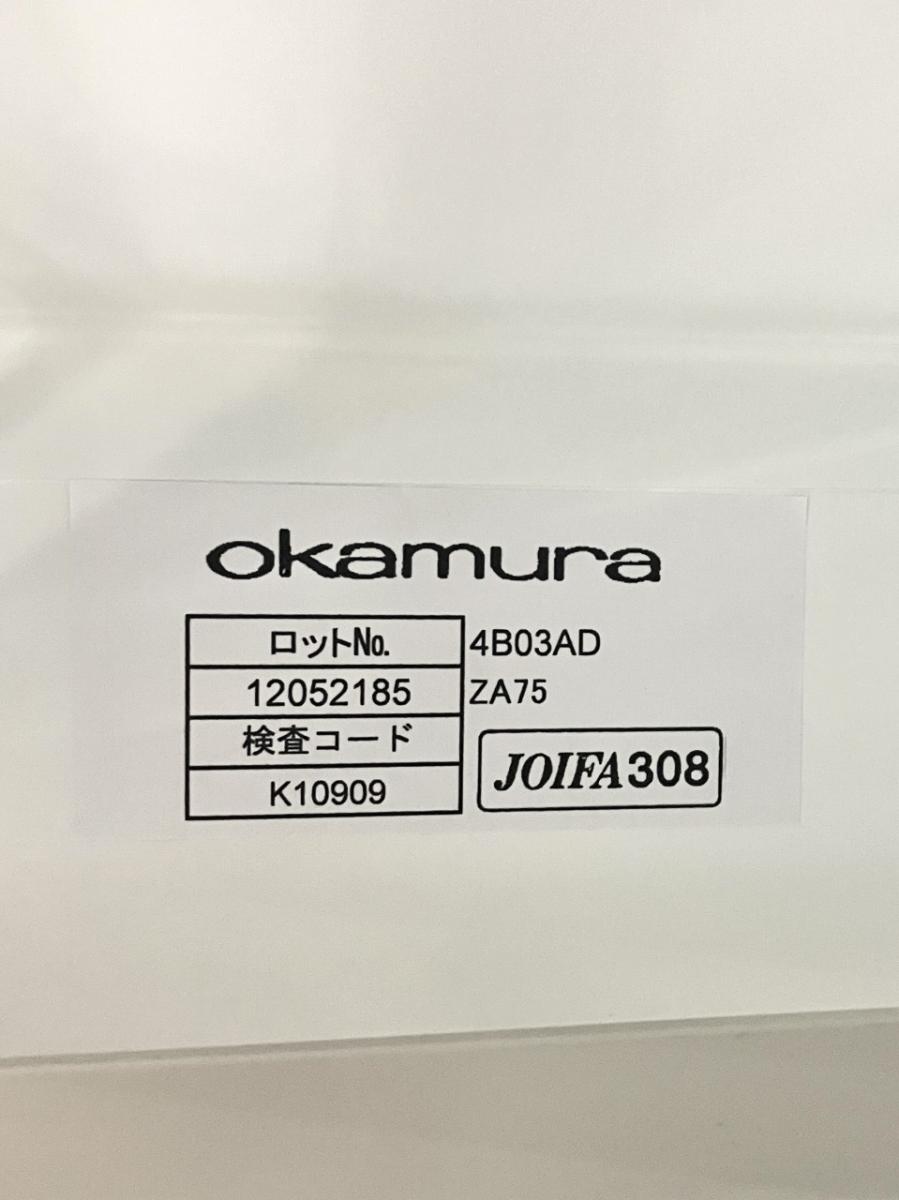 okamura
ロットNo. 4B03AD
12052185 ZA75
検査コード
K10909
JOIFA308